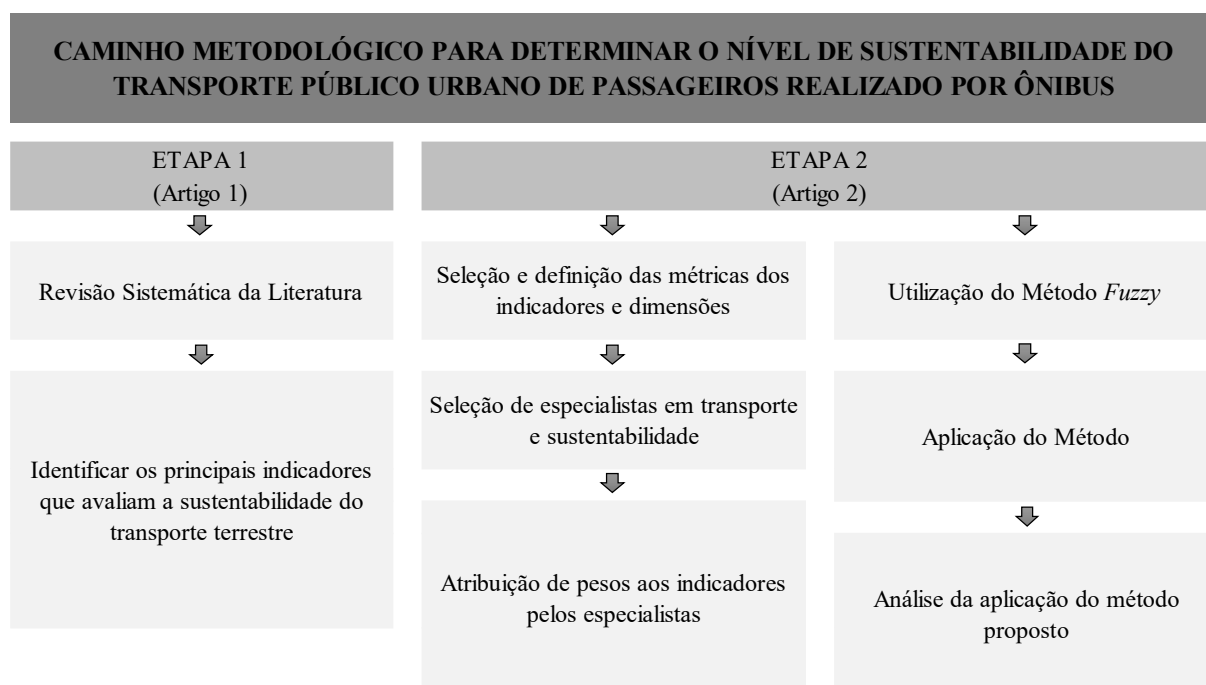 CAMINHO METODOLÓGICO PARA DETERMINAR O NÍVEL DE SUSTENTABILIDADE DO
TRANSPORTE PÚBLICO URBANO DE PASSAGEIROS REALIZADO POR ÔNIBUS
ETAPA 1
(Artigo 1)
Revisão Sistemática da Literatura
Identificar os principais indicadores
que avaliam a sustentabilidade do
transporte terrestre
ETAPA 2
(Artigo 2)
Seleção e definição das métricas dos
indicadores e dimensões
Seleção de especialistas em transporte
e sustentabilidade
Atribuição de pesos aos indicadores
pelos especialistas
Utilização do Método Fuzzy
Aplicação do Método
Análise da aplicação do método
proposto